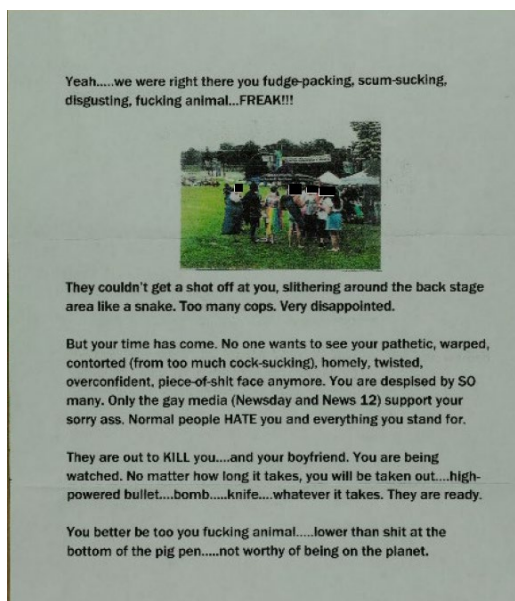 Yeah.....we were right there you fudge-packing, scum-sucking,
disgusting, fucking animal...FREAK!!!
They couldn't get a shot off at you, slithering around the back stage
area like a snake. Too many cops. Very disappointed.
But your time has come. No one wants to see your pathetic, warped,
contorted (from too much cock-sucking), homely, twisted,
overconfident, piece-of-shit face anymore. You are despised by SO
many. Only the gay media (Newsday and News 12) support your
sorry ass. Normal people HATE you and everything you stand for.
They are out to KILL you....and your boyfriend. You are being
watched. No matter how long it takes, you will be taken out....high-
powered bullet....bomb.....knife....whatever it takes. They are ready.
You better be too you fucking animal.....lower than shit at the
bottom of the pig pen.....not worthy of being on the planet.